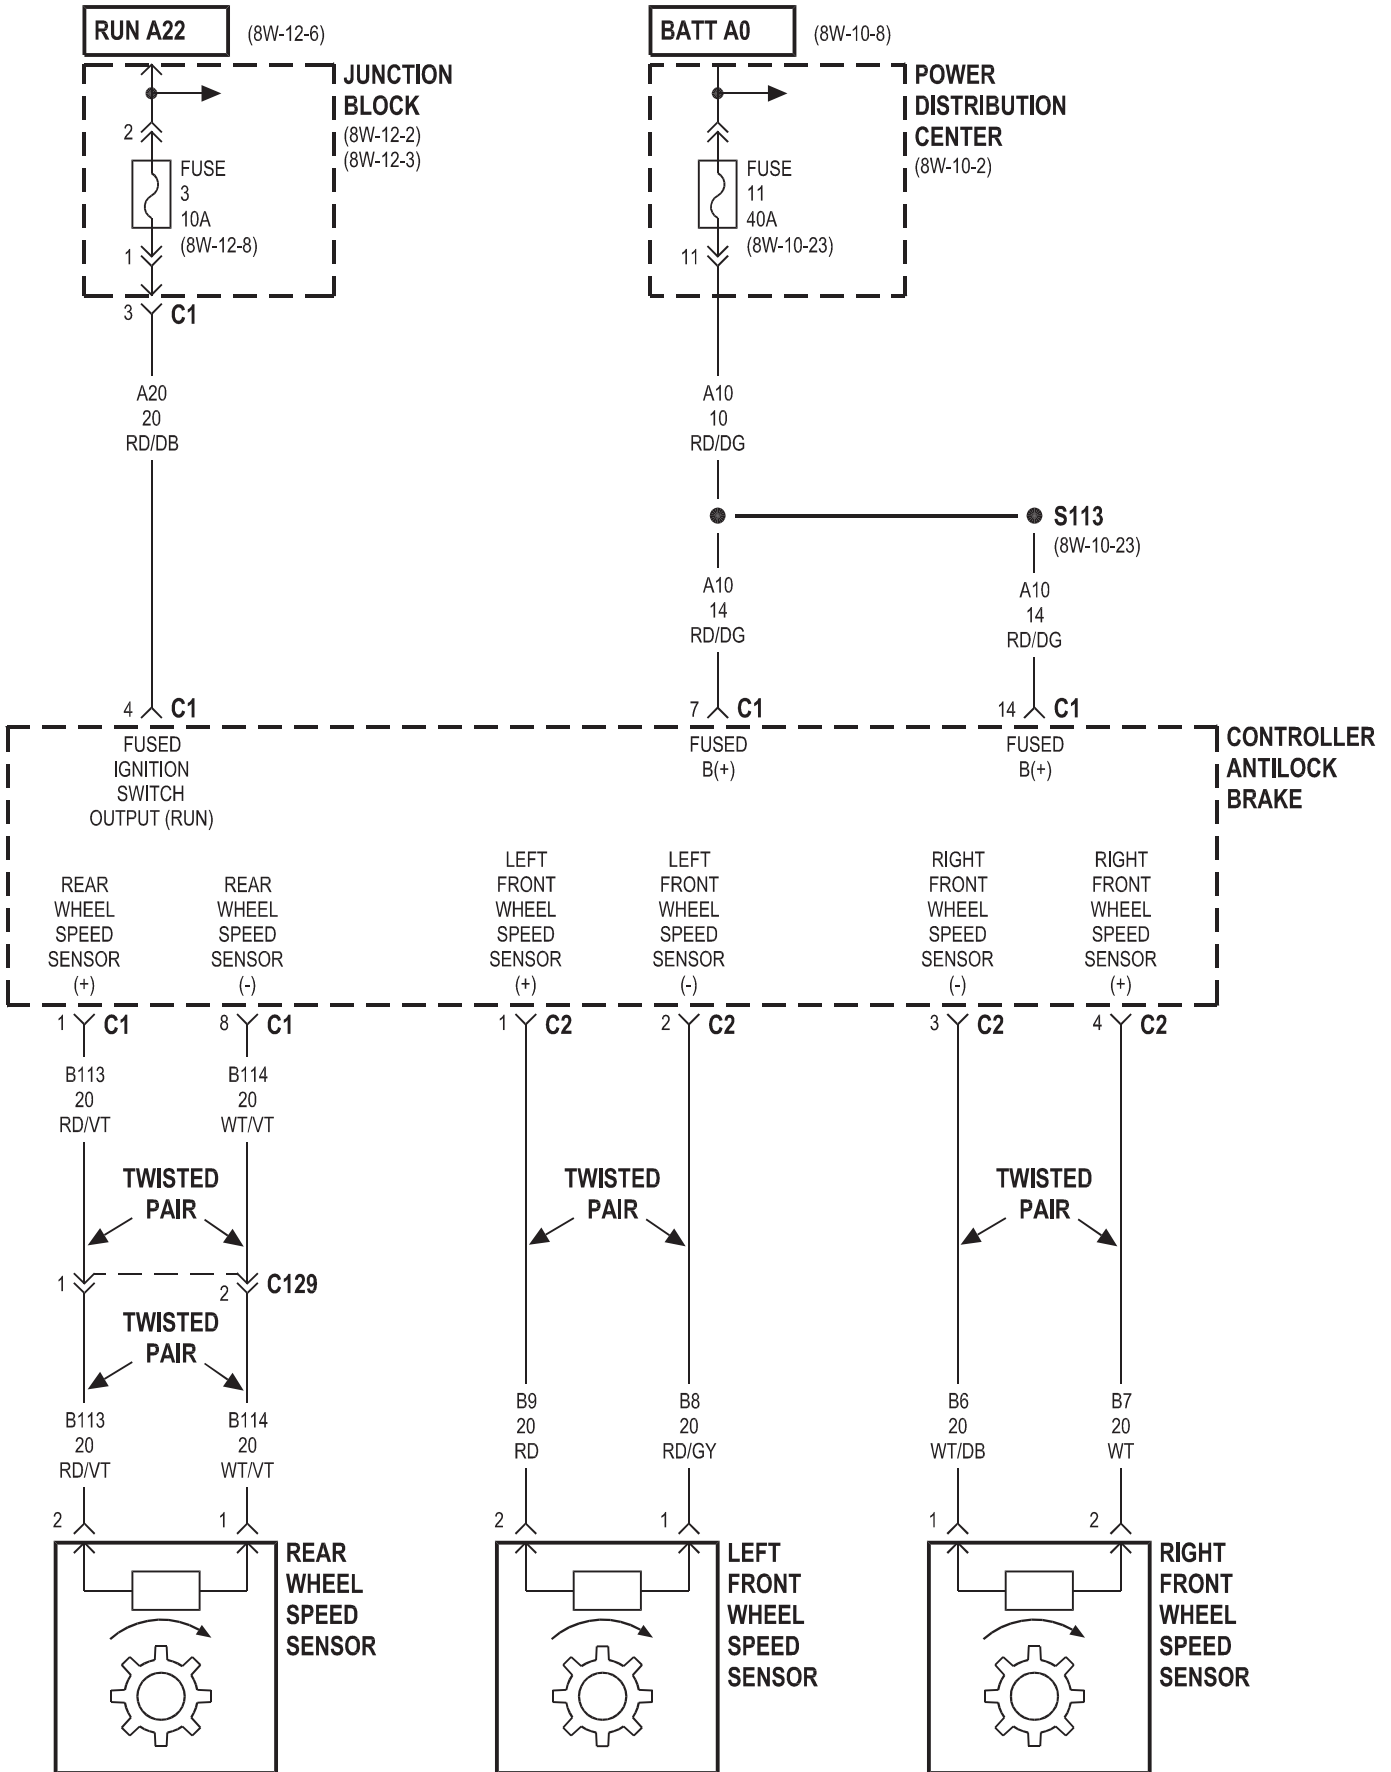 RUN A22
(8W-12-6)
BATT A0
(8W-10-8)
JUNCTION
BLOCK
(8W-12-2)
(8W-12-3)
2
FUSE
3
10A
(8W-12-8)
1
3
C1
POWER
DISTRIBUTION
CENTER
(8W-10-2)
FUSE
11
40A
(8W-10-23)
11
A20
20
RD/DB
A10
10
RD/DG
S113
(8W-10-23)
A10
14
RD/DG
A10
14
RD/DG
4
C1
7
C1
14
C1
CONTROLLER
ANTILOCK
BRAKE
FUSED
IGNITION
SWITCH
OUTPUT (RUN)
FUSED
B(+)
FUSED
B(+)
REAR
WHEEL
SPEED
SENSOR
(+)
REAR
WHEEL
SPEED
SENSOR
(-)
LEFT
FRONT
WHEEL
SPEED
SENSOR
(+)
LEFT
FRONT
WHEEL
SPEED
SENSOR
(-)
RIGHT
FRONT
WHEEL
SPEED
SENSOR
(-)
RIGHT
FRONT
WHEEL
SPEED
SENSOR
(+)
1
C1
8
C1
1
C2
2
C2
3
C2
4
C2
B113
20
RD/VT
B114
20
WT/VT
TWISTED
PAIR
TWISTED
PAIR
TWISTED
PAIR
1
2
C129
TWISTED
PAIR
B113
20
RD/VT
B114
20
WT/VT
B9
20
RD
B8
20
RD/GY
B6
20
WT/DB
B7
20
WT
2
1
2
1
1
2
REAR
WHEEL
SPEED
SENSOR
LEFT
FRONT
WHEEL
SPEED
SENSOR
RIGHT
FRONT
WHEEL
SPEED
SENSOR